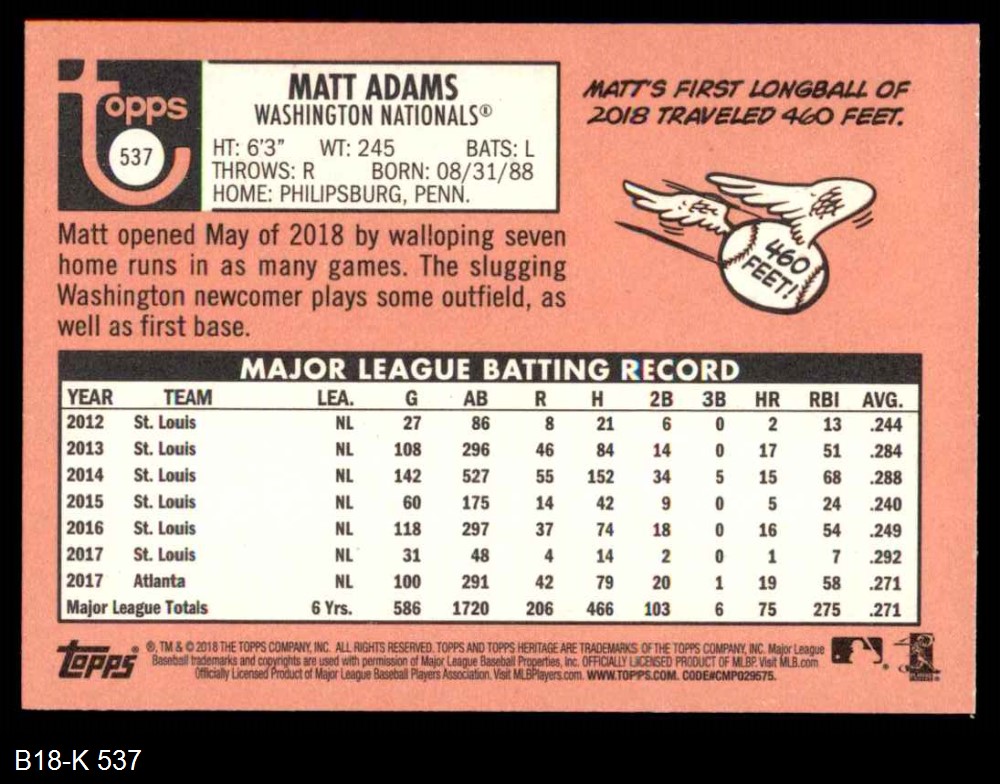 topps
537
MATT ADAMS
WASHINGTON NATIONALS®
HT: 6'3" WT: 245 BATS: L
THROWS: R BORN: 08/31/88
HOME: PHILIPSBURG, PENN.
MATT'S FIRST LONGBALL OF
2018 TRAVELED 460 FEET.
460
FEET!
Matt opened May of 2018 by walloping seven
home runs in as many games. The slugging
Washington newcomer plays some outfield, as
well as first base.
MAJOR LEAGUE BATTING RECORD
YEAR TEAM LEA. G AB R H 2B 3B HR RBI AVG.
2012 St. Louis NL 27 86 8 21 6 0 2 13 .244
2013 St. Louis NL 108 296 46 84 14 0 17 51 .284
2014 St. Louis NL 142 527 55 152 34 5 15 68 .288
2015 St. Louis NL 60 175 14 42 9 0 5 24 .240
2016 St. Louis NL 118 297 37 74 18 0 16 54 .249
2017 St. Louis NL 31 48 4 14 2 0 1 7 .292
2017 Atlanta NL 100 291 42 79 20 1 19 58 .271
Major League Totals 6 Yrs. 586 1720 206 466 103 6 75 275 .271
topps® ®, TM & © 2018 THE TOPPS COMPANY, INC. ALL RIGHTS RESERVED. TOPPS AND TOPPS HERITAGE ARE TRADEMARKS OF THE TOPPS COMPANY, INC. Major League
Baseball trademarks and copyrights are used with permission of Major League Baseball Properties, Inc. OFFICIALLY LICENSED PRODUCT OF MLBP. Visit MLB.com
Officially Licensed Product of Major League Baseball Players Association. Visit MLBPlayers.com. WWW.TOPPS.COM. CODE#CMP029575.
B18-K 537